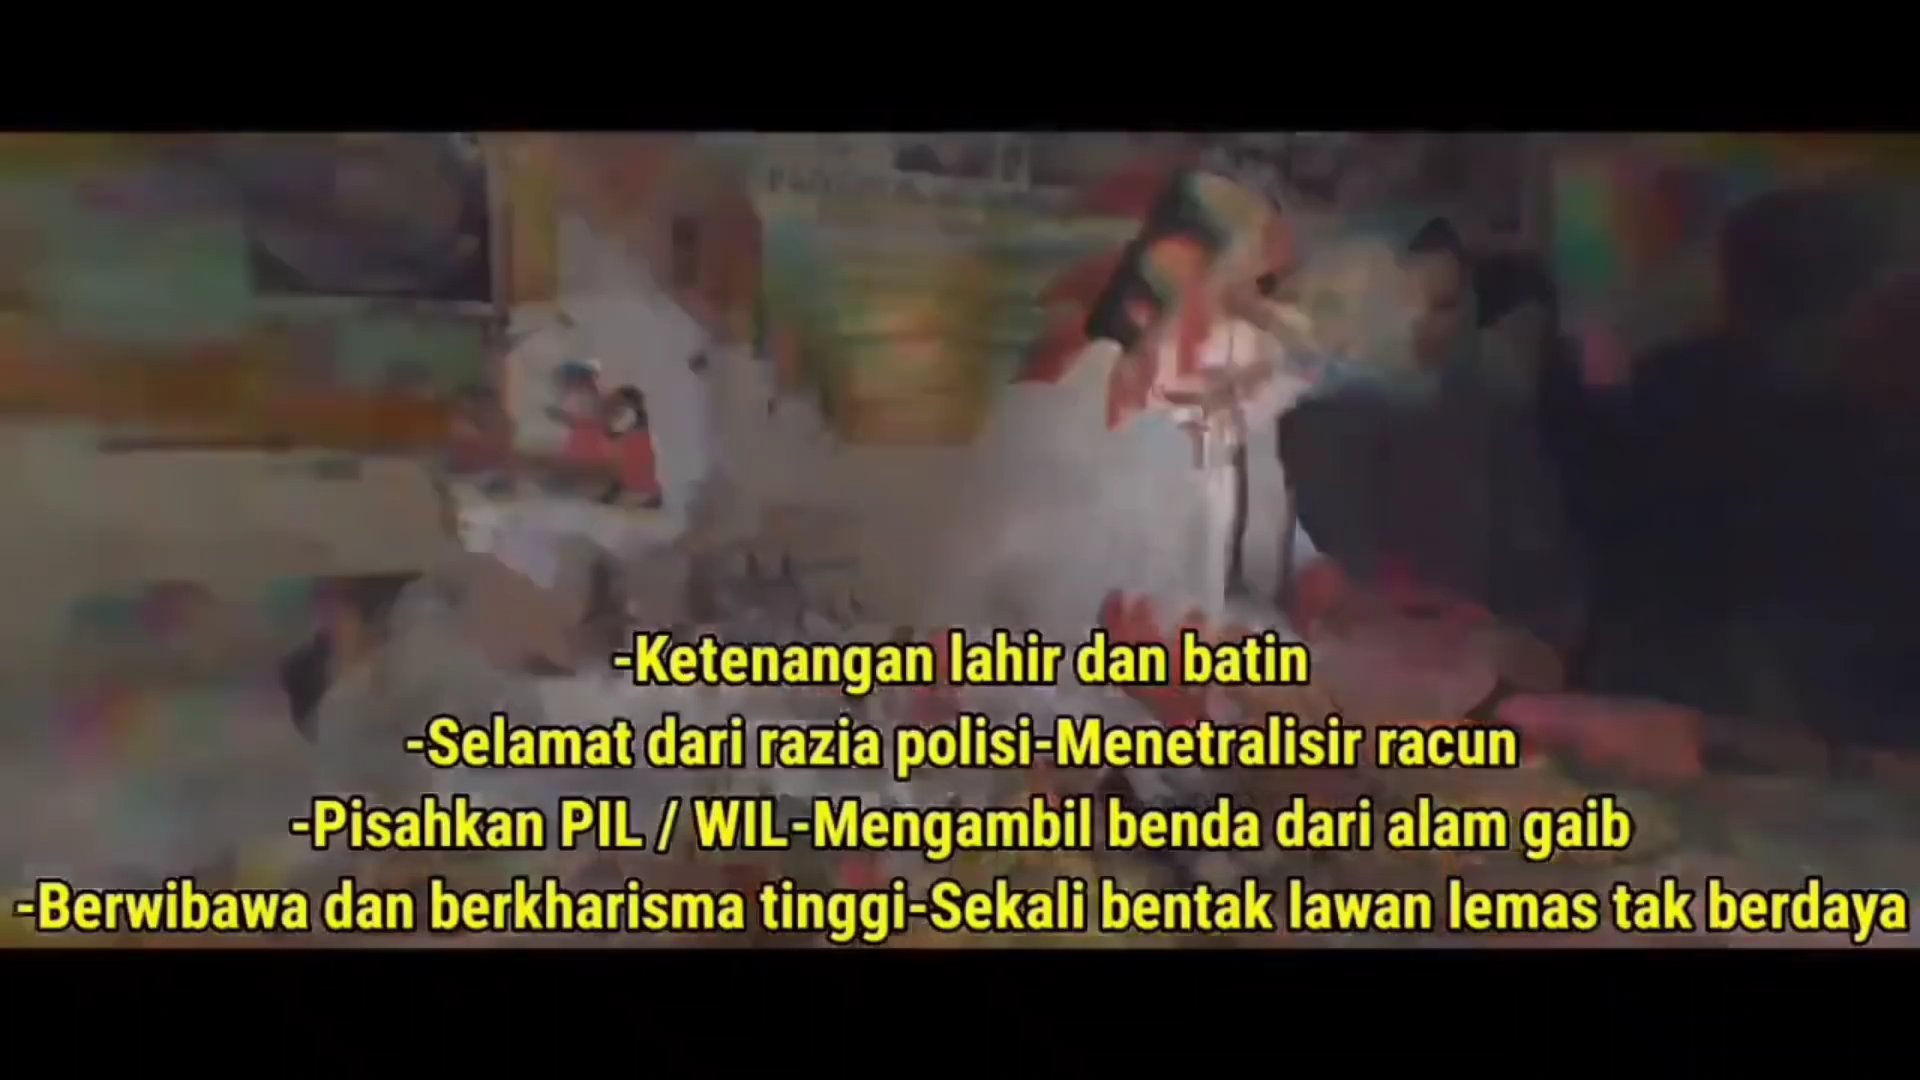 -Ketenangan lahir dan batin
-Selamat dari razia polisi-Menetralisir racun
-Pisahkan PIL / WIL-Mengambil benda dari alam gaib
-Berwibawa dan berkharisma tinggi-Sekali bentak lawan lemas tak berdaya